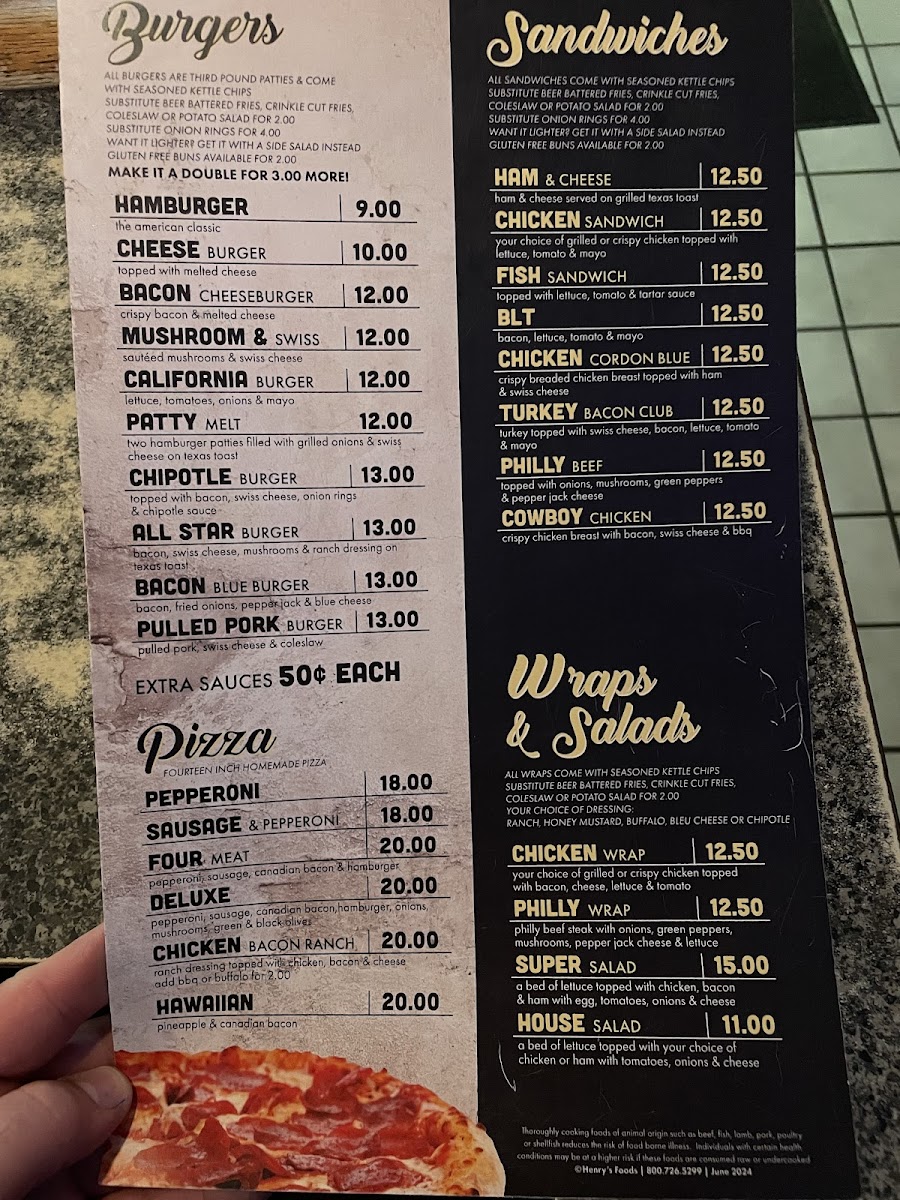 Burgers
ALL BURGERS ARE THIRD POUND PATTIES & COME
WITH SEASONED KETTLE CHIPS
SUBSTITUTE BEER BATTERED FRIES, CRINKLE CUT FRIES,
COLESLAW OR POTATO SALAD FOR 2.00
SUBSTITUTE ONION RINGS FOR 4.00
WANT IT LIGHTER? GET IT WITH A SIDE SALAD INSTEAD
GLUTEN FREE BUNS AVAILABLE FOR 2.00
MAKE IT A DOUBLE FOR 3.00 MORE!
HAMBURGER 9.00
the american classic
CHEESE BURGER 10.00
topped with melted cheese
BACON CHEESEBURGER 12.00
crispy bacon & melted cheese
MUSHROOM & SWISS 12.00
sautéed mushrooms & swiss cheese
CALIFORNIA BURGER 12.00
lettuce, tomatoes, onions & mayo
PATTY MELT 12.00
two hamburger patties filled with grilled onions & swiss
cheese on texas toast
CHIPOTLE BURGER 13.00
topped with bacon, swiss cheese, onion rings
& chipotle sauce
ALL STAR BURGER 13.00
bacon, swiss cheese, mushrooms & ranch dressing on
texas toast
BACON BLUE BURGER 13.00
bacon, fried onions, pepper jack & blue cheese
PULLED PORK BURGER 13.00
pulled pork, swiss cheese & coleslaw
EXTRA SAUCES 50¢ EACH
Pizza
FOURTEEN INCH HOMEMADE PIZZA
PEPPERONI 18.00
SAUSAGE & PEPPERONI 18.00
FOUR MEAT 20.00
pepperoni, sausage, canadian bacon & hamburger
DELUXE 20.00
pepperoni, sausage, canadian bacon,hamburger, onions,
mushrooms, green & black olives
CHICKEN BACON RANCH 20.00
ranch dressing topped with chicken, bacon & cheese
add bbq or buffalo for 2.00
HAWAIIAN 20.00
pineapple & canadian bacon
Sandwiches
ALL SANDWICHES COME WITH SEASONED KETTLE CHIPS
SUBSTITUTE BEER BATTERED FRIES, CRINKLE CUT FRIES,
COLESLAW OR POTATO SALAD FOR 2.00
SUBSTITUTE ONION RINGS FOR 4.00
WANT IT LIGHTER? GET IT WITH A SIDE SALAD INSTEAD
GLUTEN FREE BUNS AVAILABLE FOR 2.00
HAM & CHEESE 12.50
ham & cheese served on grilled texas toast
CHICKEN SANDWICH 12.50
your choice of grilled or crispy chicken topped with
lettuce, tomato & mayo
FISH SANDWICH 12.50
topped with lettuce, tomato & tartar sauce
BLT 12.50
bacon, lettuce, tomato & mayo
CHICKEN CORDON BLUE 12.50
crispy breaded chicken breast topped with ham
& swiss cheese
TURKEY BACON CLUB 12.50
turkey topped with swiss cheese, bacon, lettuce, tomato
& mayo
PHILLY BEEF 12.50
topped with onions, mushrooms, green peppers
& pepper jack cheese
COWBOY CHICKEN 12.50
crispy chicken breast with bacon, swiss cheese & bbq
Wraps
& Salads
ALL WRAPS COME WITH SEASONED KETTLE CHIPS
SUBSTITUTE BEER BATTERED FRIES, CRINKLE CUT FRIES,
COLESLAW OR POTATO SALAD FOR 2.00
YOUR CHOICE OF DRESSING:
RANCH, HONEY MUSTARD, BUFFALO, BLEU CHEESE OR CHIPOTLE
CHICKEN WRAP 12.50
your choice of grilled or crispy chicken topped
with bacon, cheese, lettuce & tomato
PHILLY WRAP 12.50
philly beef steak with onions, green peppers,
mushrooms, pepper jack cheese & lettuce
SUPER SALAD 15.00
a bed of lettuce topped with chicken, bacon
& ham with egg, tomatoes, onions & cheese
HOUSE SALAD 11.00
a bed of lettuce topped with your choice of
chicken or ham with tomatoes, onions & cheese
Thoroughly cooking foods of animal origin such as beef, fish, lamb, pork, poultry
or shellfish reduces the risk of food borne illness. Individuals with certain health
conditions may be at a higher risk if these foods are consumed raw or undercooked
©Henry's Foods | 800.726.5299 | June 2024